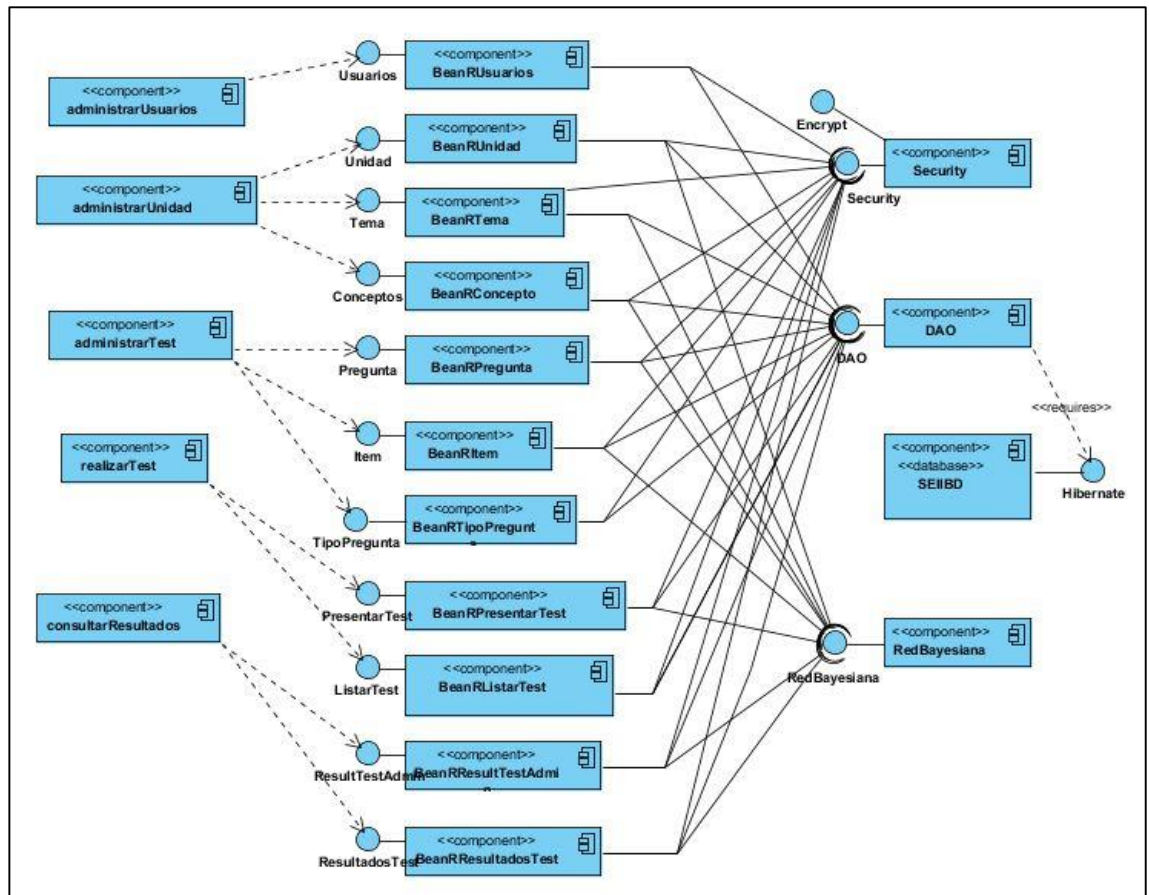 <<component>>
administrarUsuarios
Usuarios
<<component>>
BeanRUsuarios
Encrypt
<<component>>
administrarUnidad
Unidad
<<component>>
BeanRUnidad
<<component>>
Security
Security
Tema
<<component>>
BeanRTema
Conceptos
<<component>>
BeanRConcepto
<<component>>
administrarTest
Pregunta
<<component>>
BeanRPregunta
DAO
<<component>>
DAO
<<requires>>
<<component>>
realizarTest
Item
<<component>>
BeanRItem
<<component>>
<<database>>
SEIIBD
Hibernate
TipoPregunta
<<component>>
BeanRTipoPregunt
a
<<component>>
consultarResultados
PresentarTest
<<component>>
BeanRPresentarTest
RedBayesiana
<<component>>
RedBayesiana
ListarTest
<<component>>
BeanRListarTest
ResultTestAdmin
<<component>>
BeanRResultTestAdmi
n
ResultadosTest
<<component>>
BeanRResultadosTest